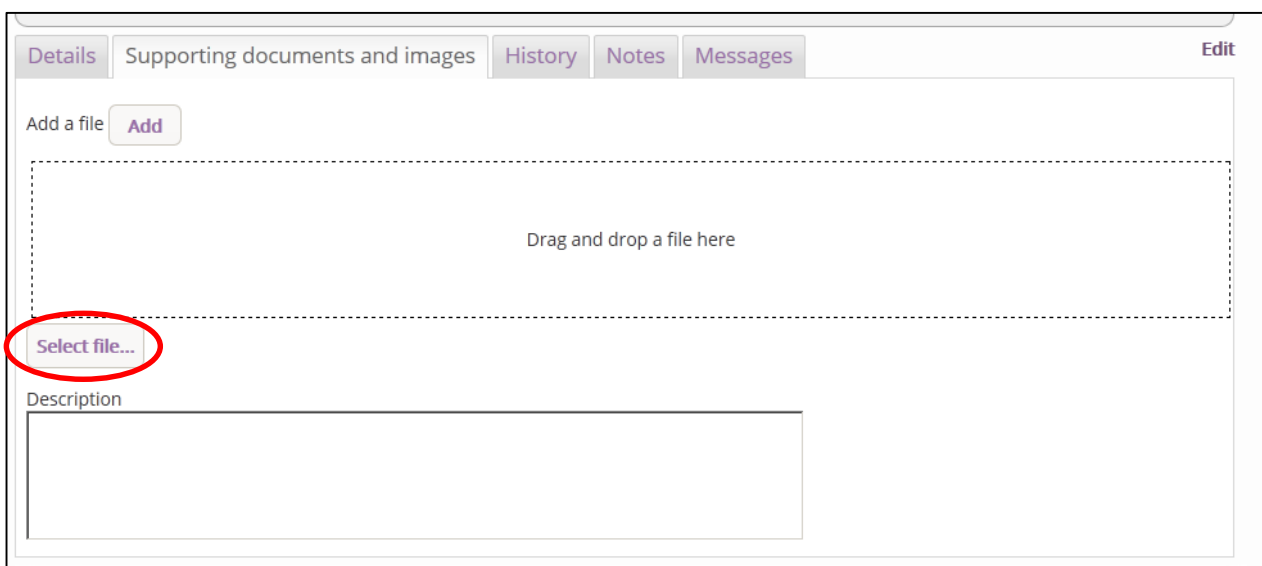 Details Supporting documents and images History Notes Messages Edit
Add a file Add
Drag and drop a file here
Select file...
Description